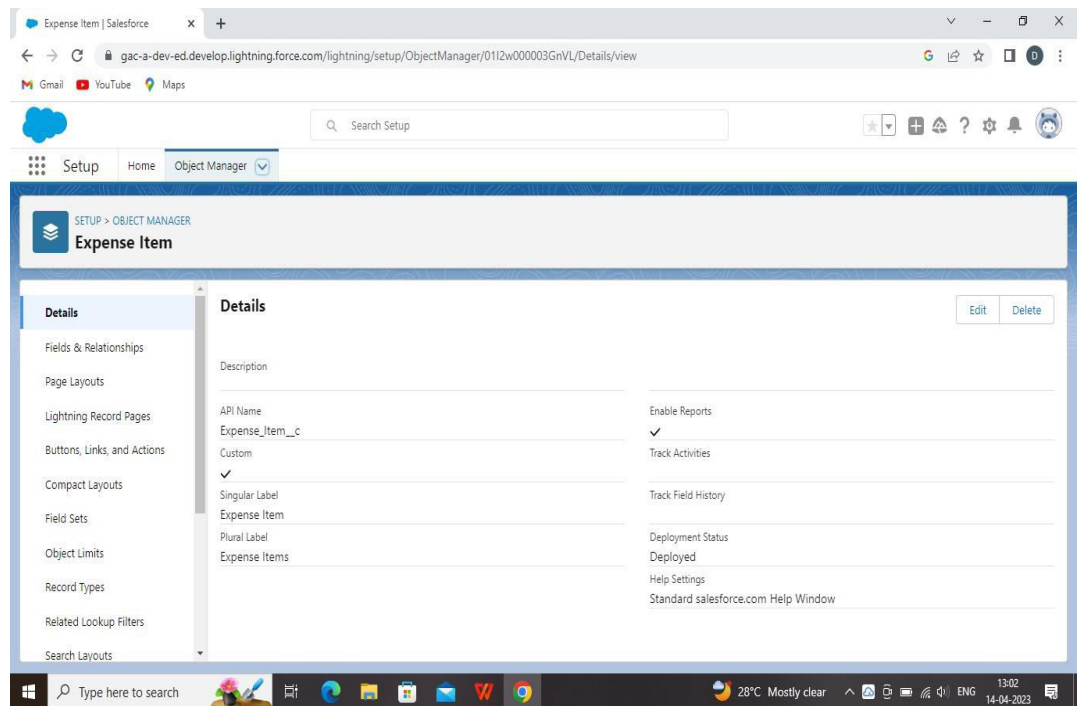 Expense Item | Salesforce
gac-a-dev-ed.develop.lightning.force.com/lightning/setup/ObjectManager/01I2w000003GnVL/Details/view
G
D
Gmail YouTube Maps
Search Setup
Setup Home Object Manager
SETUP > OBJECT MANAGER
Expense Item
Details
Fields & Relationships
Page Layouts
Lightning Record Pages
Buttons, Links, and Actions
Compact Layouts
Field Sets
Object Limits
Record Types
Related Lookup Filters
Search Layouts
Details
Edit Delete
Description
API Name
Expense_Item__c
Custom
Singular Label
Expense Item
Plural Label
Expense Items
Enable Reports
Track Activities
Track Field History
Deployment Status
Deployed
Help Settings
Standard salesforce.com Help Window
Type here to search
W
28°C Mostly clear
ENG
13:02
14-04-2023